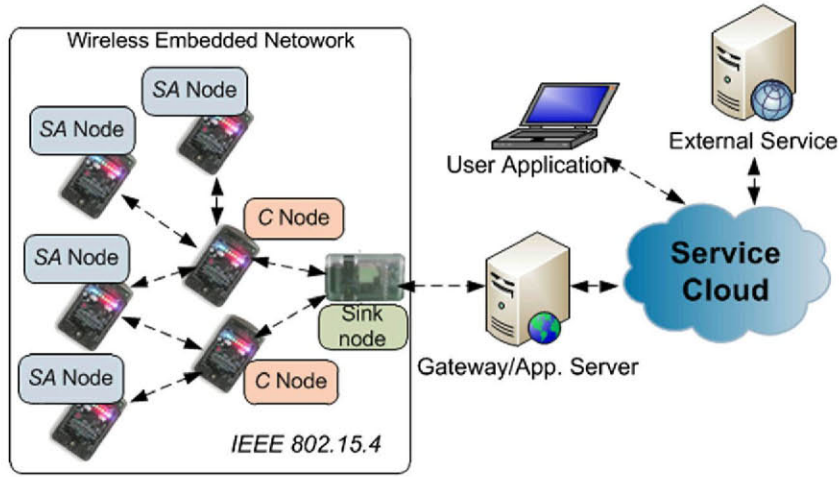 Wireless Embedded Netowork
SA Node
SA Node
C Node
SA Node
Sink
node
C Node
SA Node
IEEE 802.15.4
User Application
External Service
Service
Cloud
Gateway/App. Server